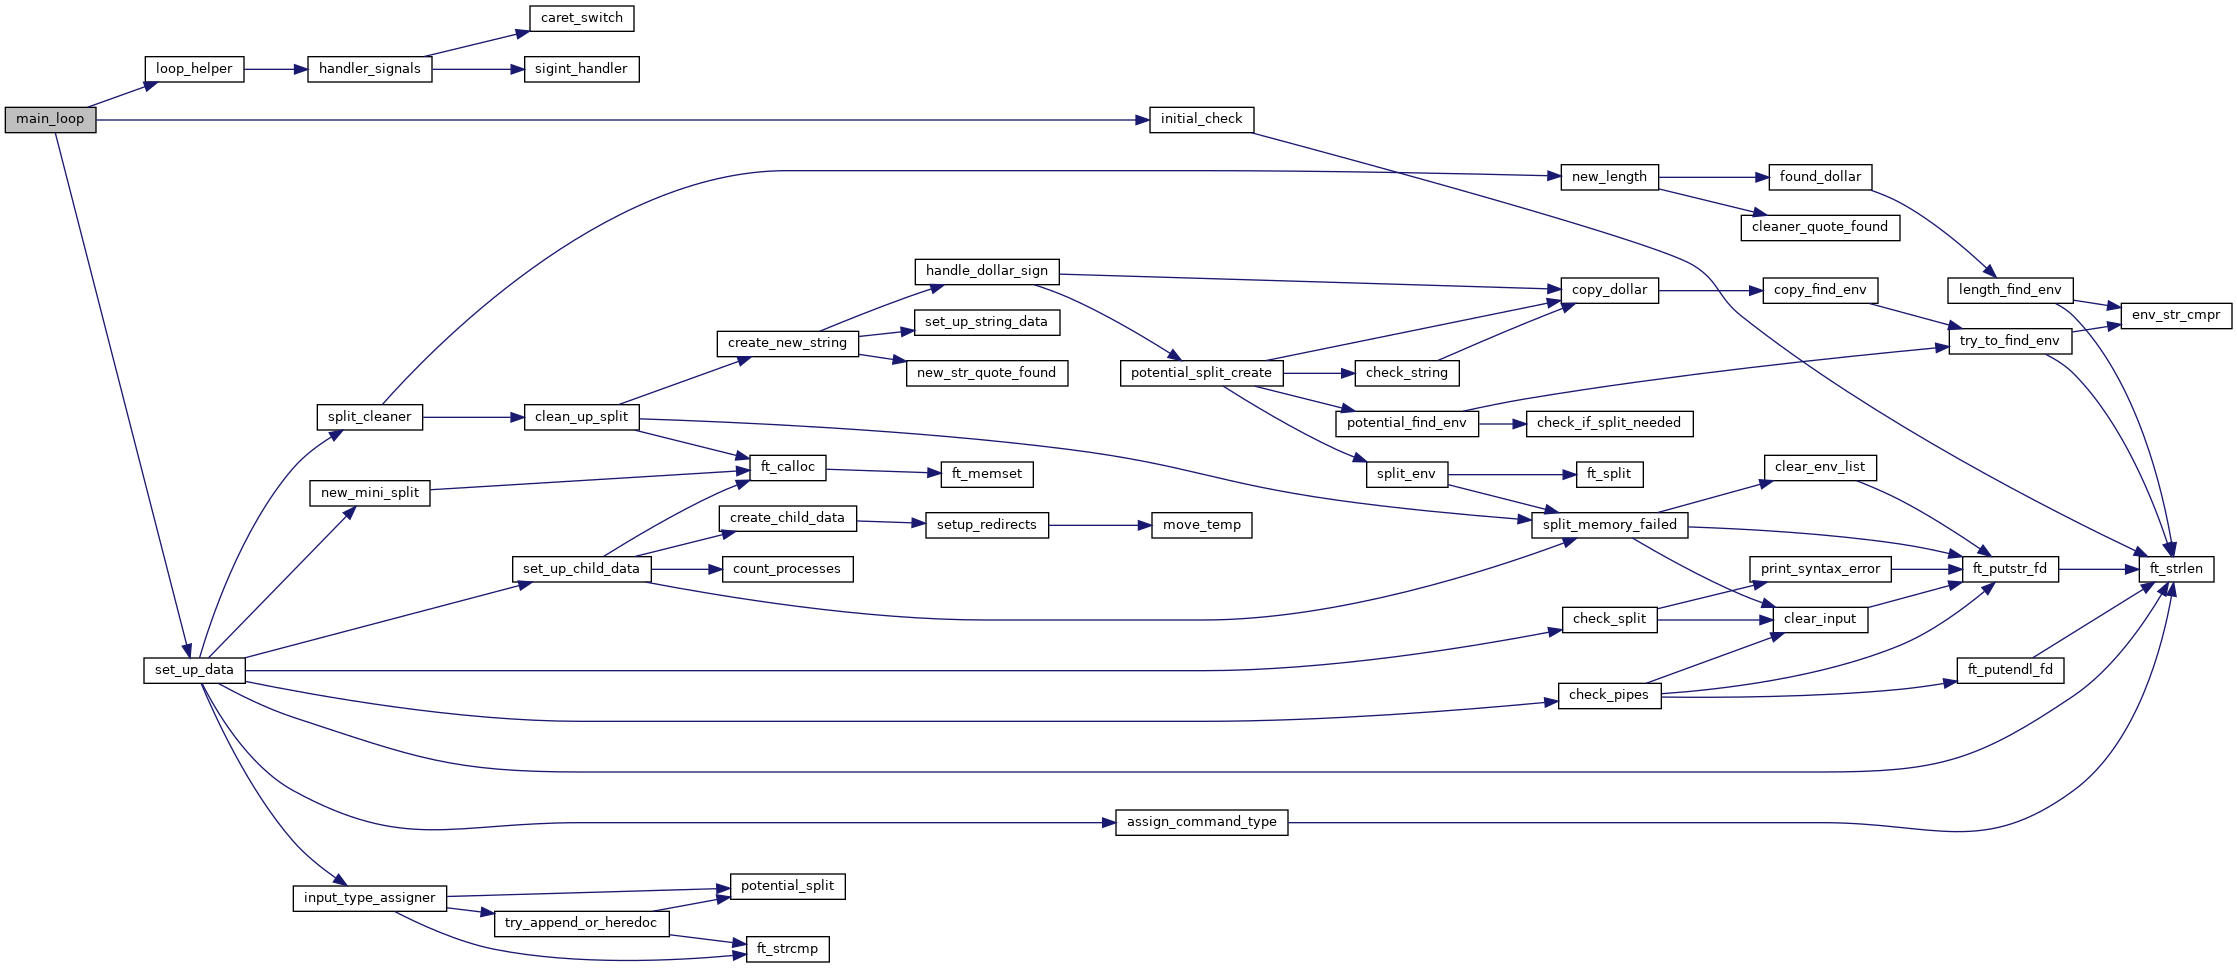 caret_switch
loop_helper
handler_signals
sigint_handler
main_loop
initial_check
new_length
found_dollar
cleaner_quote_found
handle_dollar_sign
copy_dollar
copy_find_env
length_find_env
env_str_cmpr
set_up_string_data
create_new_string
try_to_find_env
new_str_quote_found
potential_split_create
check_string
split_cleaner
clean_up_split
potential_find_env
check_if_split_needed
ft_calloc
ft_memset
split_env
ft_split
clear_env_list
new_mini_split
create_child_data
setup_redirects
move_temp
split_memory_failed
set_up_child_data
count_processes
print_syntax_error
ft_putstr_fd
ft_strlen
check_split
clear_input
set_up_data
check_pipes
ft_putendl_fd
assign_command_type
input_type_assigner
potential_split
try_append_or_heredoc
ft_strcmp